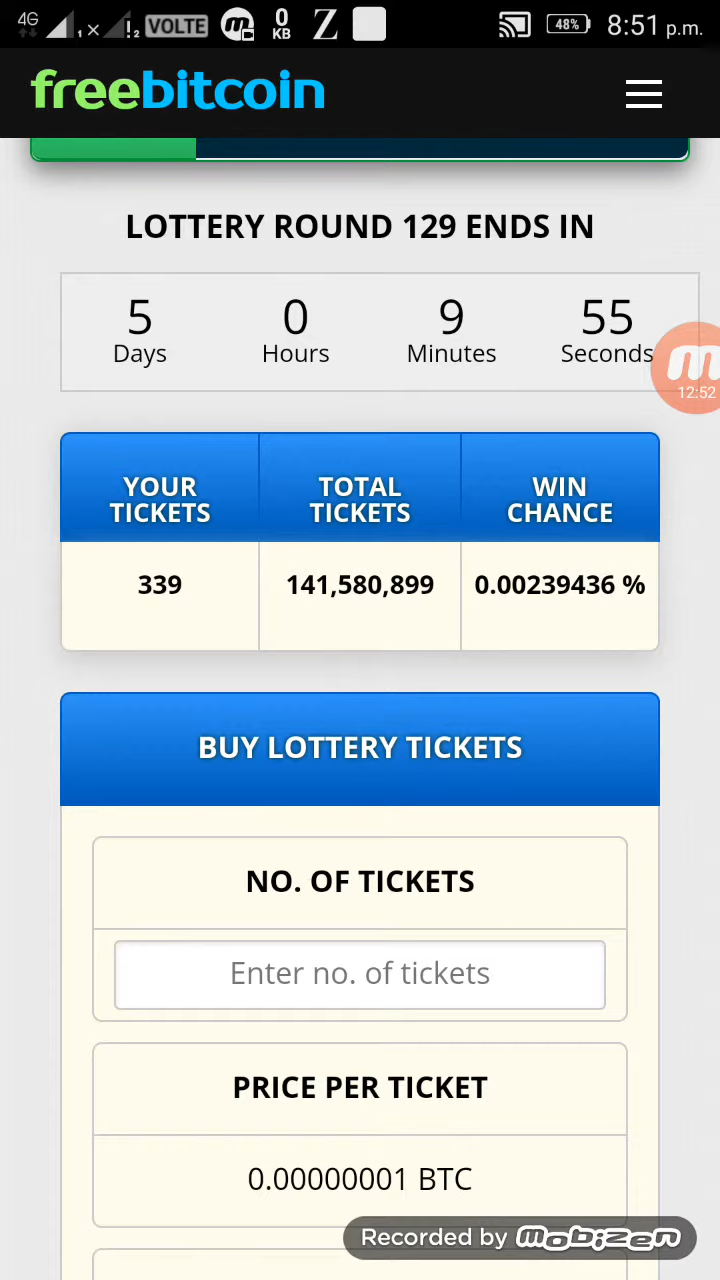 4G 1 x 2 VOLTE m 0 KB Z 48% 8:51 p.m.
freebitcoin
LOTTERY ROUND 129 ENDS IN
5 0 9 55
Days Hours Minutes Seconds
m
12:52
YOUR TICKETS
TOTAL TICKETS
WIN CHANCE
339 141,580,899 0.00239436 %
BUY LOTTERY TICKETS
NO. OF TICKETS
Enter no. of tickets
PRICE PER TICKET
0.00000001 BTC
Recorded by mobizen